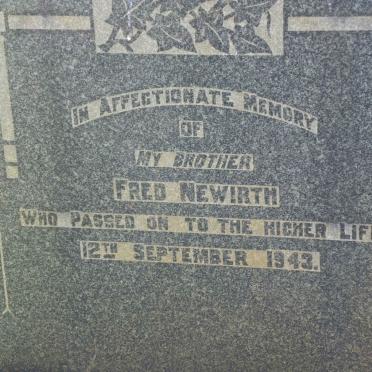 IN AFFECTIONATE MEMORY
OF
MY BROTHER
FRED NEWIRTH
WHO PASSED ON TO THE HIGHER LIF
12TH SEPTEMBER 1943.